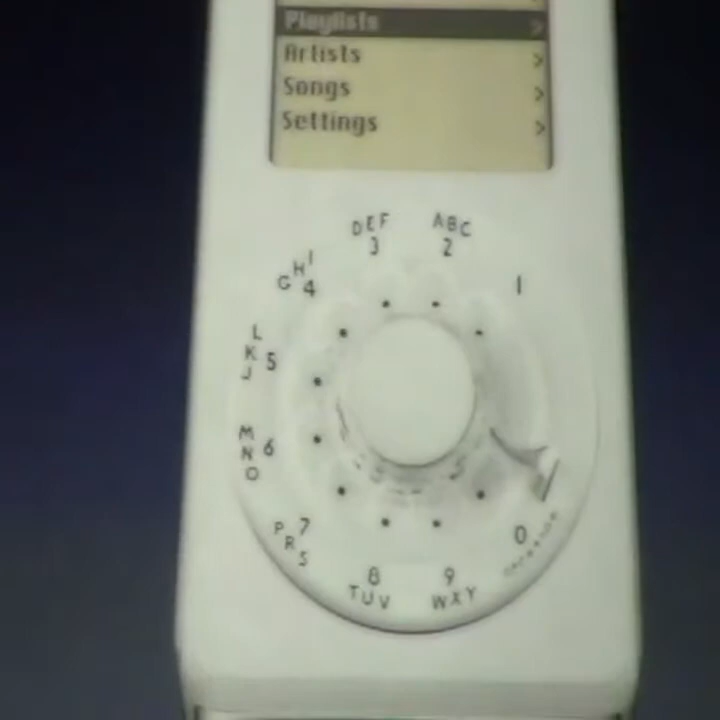 Playlists >
Artists >
Songs >
Settings >
ABC
2
DEF
3
1
GHI
4
JKL
5
MNO
6
PRS
7
TUV
8
WXY
9
0